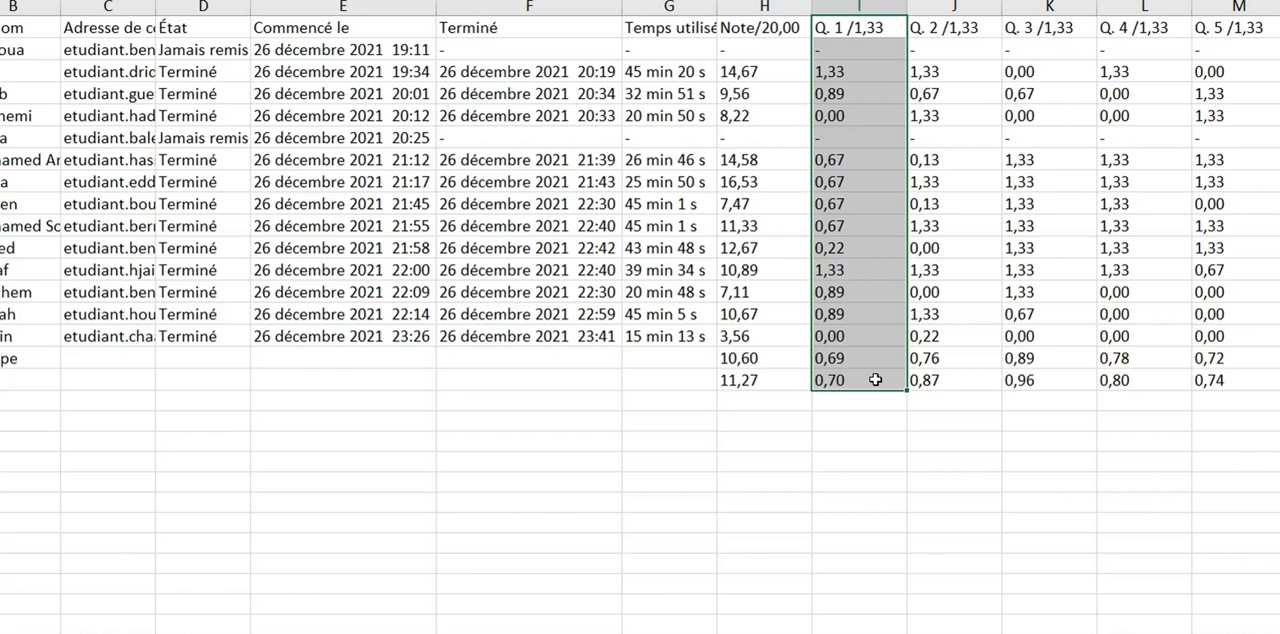 B C D E F G H I J K L M
om Adresse de co État Commencé le Terminé Temps utilisé Note/20,00 Q. 1 /1,33 Q. 2 /1,33 Q. 3 /1,33 Q. 4 /1,33 Q. 5 /1,33
oua etudiant.ben Jamais remis 26 décembre 2021 19:11 - - - - - - - -
etudiant.drid Terminé 26 décembre 2021 19:34 26 décembre 2021 20:19 45 min 20 s 14,67 1,33 1,33 0,00 1,33 0,00
b etudiant.gue Terminé 26 décembre 2021 20:01 26 décembre 2021 20:34 32 min 51 s 9,56 0,89 0,67 0,67 0,00 1,33
hemi etudiant.had Terminé 26 décembre 2021 20:12 26 décembre 2021 20:33 20 min 50 s 8,22 0,00 1,33 0,00 0,00 1,33
a etudiant.bale Jamais remis 26 décembre 2021 20:25 - - - - - - - -
amed Ar etudiant.has Terminé 26 décembre 2021 21:12 26 décembre 2021 21:39 26 min 46 s 14,58 0,67 0,13 1,33 1,33 1,33
a etudiant.edd Terminé 26 décembre 2021 21:17 26 décembre 2021 21:43 25 min 50 s 16,53 0,67 1,33 1,33 1,33 1,33
en etudiant.bou Terminé 26 décembre 2021 21:45 26 décembre 2021 22:30 45 min 1 s 7,47 0,67 0,13 1,33 1,33 0,00
amed Sc etudiant.berr Terminé 26 décembre 2021 21:55 26 décembre 2021 22:40 45 min 1 s 11,33 0,67 1,33 1,33 1,33 1,33
ed etudiant.ben Terminé 26 décembre 2021 21:58 26 décembre 2021 22:42 43 min 48 s 12,67 0,22 0,00 1,33 1,33 1,33
af etudiant.hjai Terminé 26 décembre 2021 22:00 26 décembre 2021 22:40 39 min 34 s 10,89 1,33 1,33 1,33 1,33 0,67
hem etudiant.ben Terminé 26 décembre 2021 22:09 26 décembre 2021 22:30 20 min 48 s 7,11 0,89 0,00 1,33 0,00 0,00
ah etudiant.hou Terminé 26 décembre 2021 22:14 26 décembre 2021 22:59 45 min 5 s 10,67 0,89 1,33 0,67 0,00 0,00
in etudiant.cha Terminé 26 décembre 2021 23:26 26 décembre 2021 23:41 15 min 13 s 3,56 0,00 0,22 0,00 0,00 0,00
pe 10,60 0,69 0,76 0,89 0,78 0,72
11,27 0,70 0,87 0,96 0,80 0,74